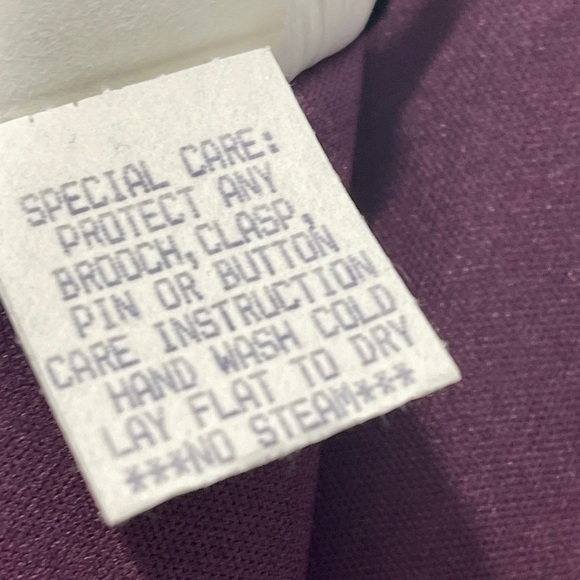 SPECIAL CARE:
PROTECT ANY
BROOCH,CLASP,
PIN OR BUTTON
CARE INSTRUCTION
HAND WASH COLD
LAY FLAT TO DRY
***NO STEAM***